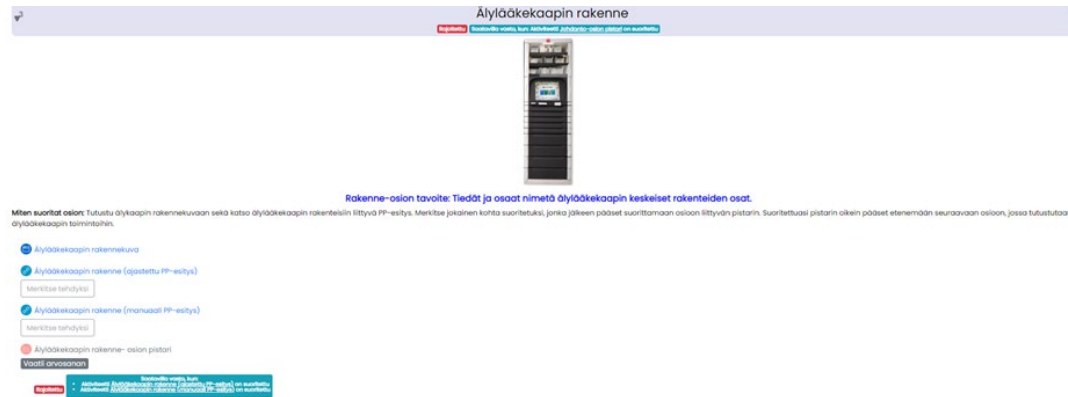 Älylääkekaapin rakenne
Rajoitettu Saatavilla vasta, kun: Aktiviteetti Johdanto-osion pistari on suoritettu
Rakenne-osion tavoite: Tiedät ja osaat nimetä älylääkekaapin keskeiset rakenteiden osat.
Miten suoritat osion: Tutustu älykaapin rakennekuvaan sekä katso älylääkekaapin rakenteisiin liittyvä PP-esitys. Merkitse jokainen kohta suoritetuksi, jonka jälkeen pääset suorittamaan osioon liittyvän pistarin. Suoritettuasi pistarin oikein pääset etenemään seuraavaan osioon, jossa tutustutaa
älylääkekaapin toimintoihin.
Älylääkekaapin rakennekuva
Älylääkekaapin rakenne (ajastettu PP-esitys)
Merkitse tehdyksi
Älylääkekaapin rakenne (manuaali PP-esitys)
Merkitse tehdyksi
Älylääkekaapin rakenne- osion pistari
Vaatii arvosanan
Saatavilla vasta, kun:
Rajoitettu • Aktiviteetti Älylääkekaapin rakenne (ajastettu PP-esitys) on suoritettu
• Aktiviteetti Älylääkekaapin rakenne (manuaali PP-esitys) on suoritettu